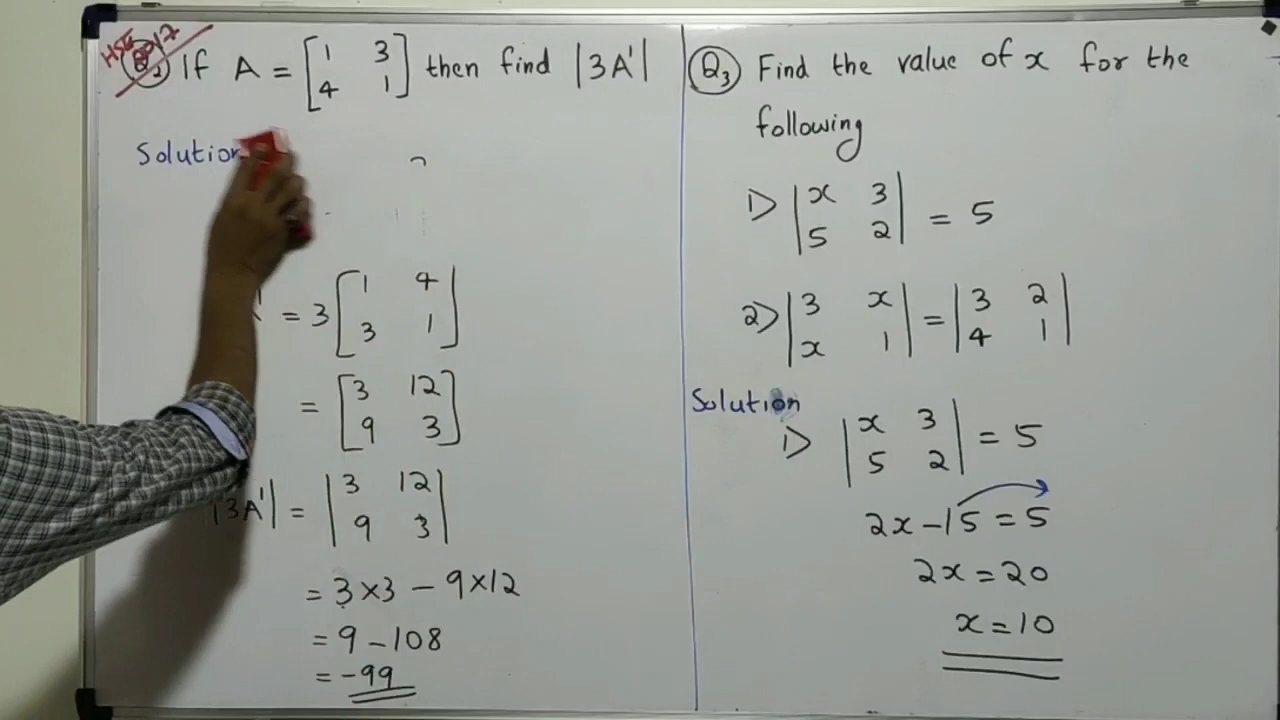 HSE 2017
Q2 If A = [1 3
4 1] then find |3A'|
Solution
= 3 [1 4
3 1]
= [3 12
9 3]
|3A'| = |3 12
9 3|
= 3×3 − 9×12
= 9 − 108
= −99
Q3 Find the value of x for the
following
1) |x 3
5 2| = 5
2) |3 x
x 1| = |3 2
4 1|
Solution
1) |x 3
5 2| = 5
2x − 15 = 5
2x = 20
x = 10